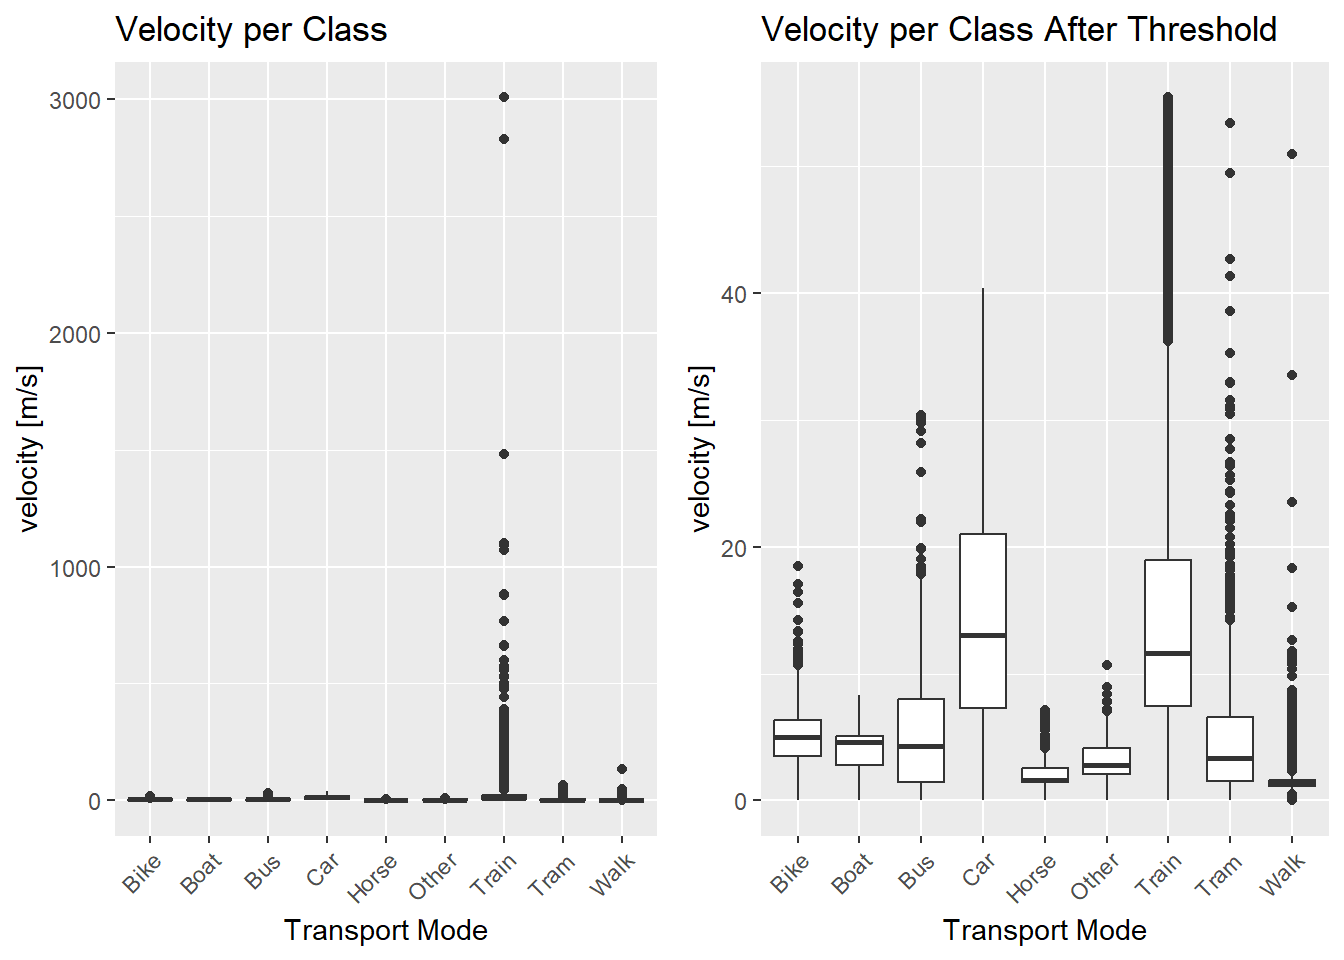 Velocity per Class
velocity [m/s]
3000
2000
1000
0
Bike
Boat
Bus
Car
Horse
Other
Train
Tram
Walk
Transport Mode
Velocity per Class After Threshold
velocity [m/s]
40
20
0
Bike
Boat
Bus
Car
Horse
Other
Train
Tram
Walk
Transport Mode